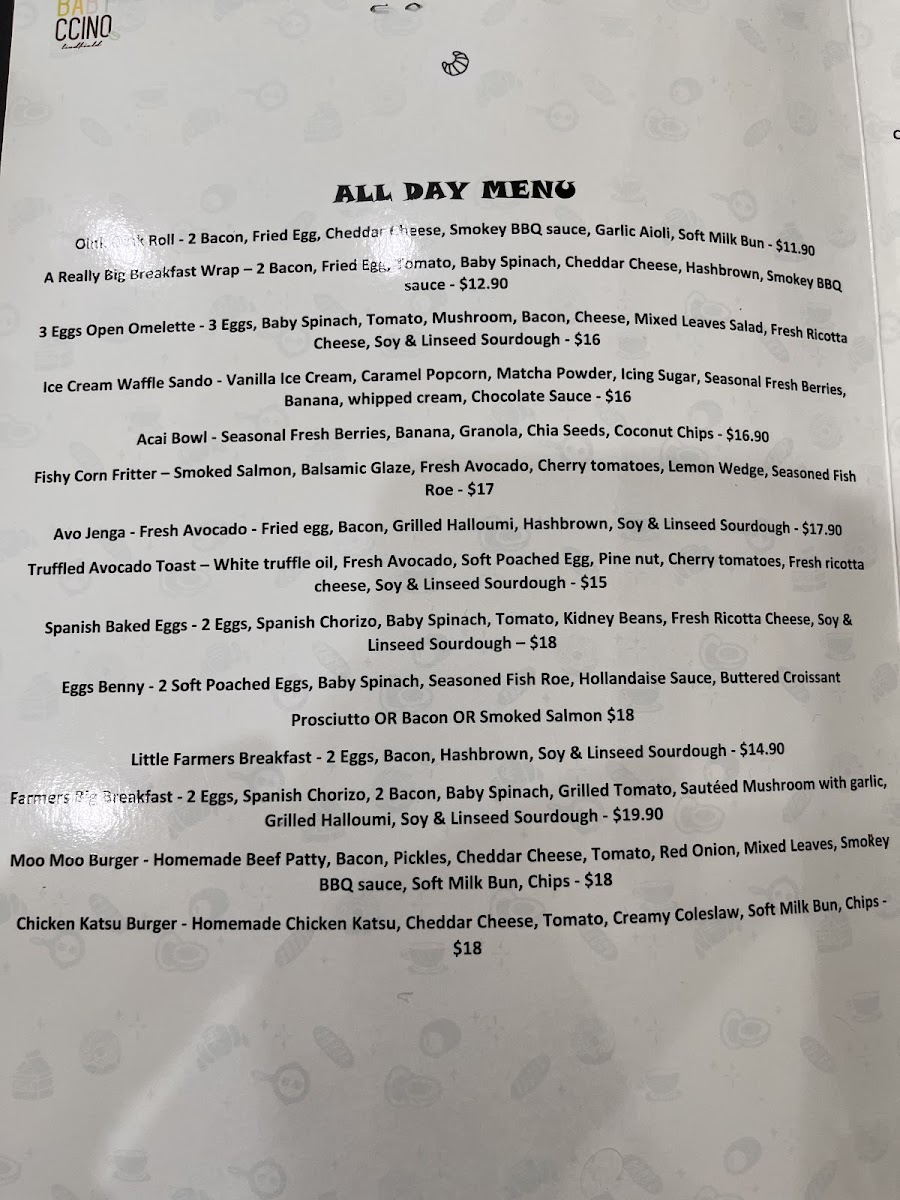 BABY
CCINO
lindfield
ALL DAY MENU
Oink Oink Roll - 2 Bacon, Fried Egg, Cheddar Cheese, Smokey BBQ sauce, Garlic Aioli, Soft Milk Bun - $11.90
A Really Big Breakfast Wrap – 2 Bacon, Fried Egg, Tomato, Baby Spinach, Cheddar Cheese, Hashbrown, Smokey BBQ
sauce - $12.90
3 Eggs Open Omelette - 3 Eggs, Baby Spinach, Tomato, Mushroom, Bacon, Cheese, Mixed Leaves Salad, Fresh Ricotta
Cheese, Soy & Linseed Sourdough - $16
Ice Cream Waffle Sando - Vanilla Ice Cream, Caramel Popcorn, Matcha Powder, Icing Sugar, Seasonal Fresh Berries,
Banana, whipped cream, Chocolate Sauce - $16
Acai Bowl - Seasonal Fresh Berries, Banana, Granola, Chia Seeds, Coconut Chips - $16.90
Fishy Corn Fritter – Smoked Salmon, Balsamic Glaze, Fresh Avocado, Cherry tomatoes, Lemon Wedge, Seasoned Fish
Roe - $17
Avo Jenga - Fresh Avocado - Fried egg, Bacon, Grilled Halloumi, Hashbrown, Soy & Linseed Sourdough - $17.90
Truffled Avocado Toast – White truffle oil, Fresh Avocado, Soft Poached Egg, Pine nut, Cherry tomatoes, Fresh ricotta
cheese, Soy & Linseed Sourdough - $15
Spanish Baked Eggs - 2 Eggs, Spanish Chorizo, Baby Spinach, Tomato, Kidney Beans, Fresh Ricotta Cheese, Soy &
Linseed Sourdough – $18
Eggs Benny - 2 Soft Poached Eggs, Baby Spinach, Seasoned Fish Roe, Hollandaise Sauce, Buttered Croissant
Prosciutto OR Bacon OR Smoked Salmon $18
Little Farmers Breakfast - 2 Eggs, Bacon, Hashbrown, Soy & Linseed Sourdough - $14.90
Farmers Big Breakfast - 2 Eggs, Spanish Chorizo, 2 Bacon, Baby Spinach, Grilled Tomato, Sautéed Mushroom with garlic,
Grilled Halloumi, Soy & Linseed Sourdough - $19.90
Moo Moo Burger - Homemade Beef Patty, Bacon, Pickles, Cheddar Cheese, Tomato, Red Onion, Mixed Leaves, Smokey
BBQ sauce, Soft Milk Bun, Chips - $18
Chicken Katsu Burger - Homemade Chicken Katsu, Cheddar Cheese, Tomato, Creamy Coleslaw, Soft Milk Bun, Chips -
$18